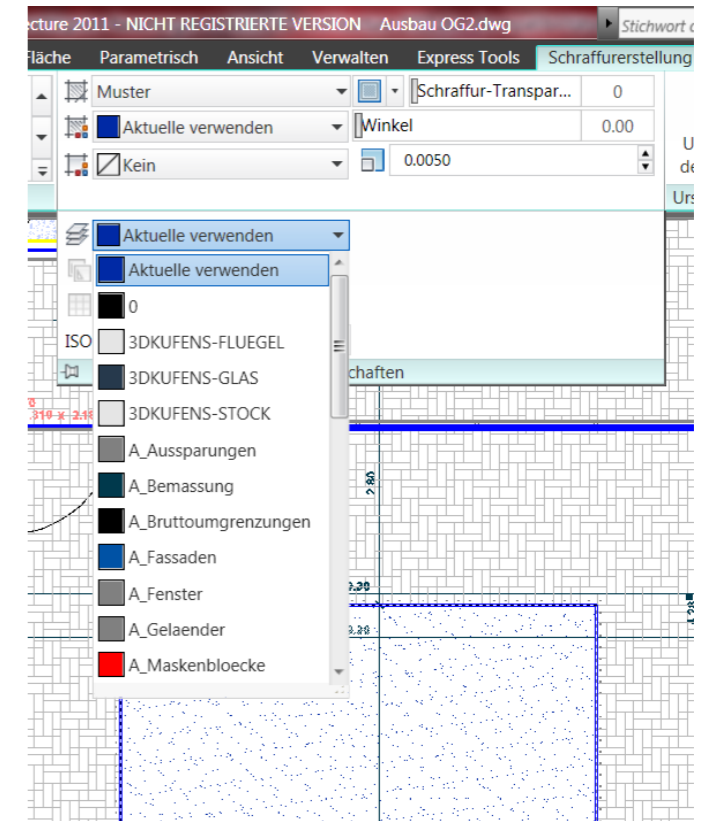 ecture 2011 - NICHT REGISTRIERTE VERSION Ausbau OG2.dwg Stichwort
Fläche Parametrisch Ansicht Verwalten Express Tools Schraffurerstellung
Muster Schraffur-Transpar... 0
Aktuelle verwenden Winkel 0.00
Kein 0.0050
U
de
Urs
Aktuelle verwenden
Aktuelle verwenden
0
3DKUFENS-FLUEGEL
ISO
3DKUFENS-GLAS
chaften
3DKUFENS-STOCK
A_Aussparungen
A_Bemassung
2.80
A_Bruttoumgrenzungen
A_Fassaden
A_Fenster
A_Gelaender
A_Maskenbloecke